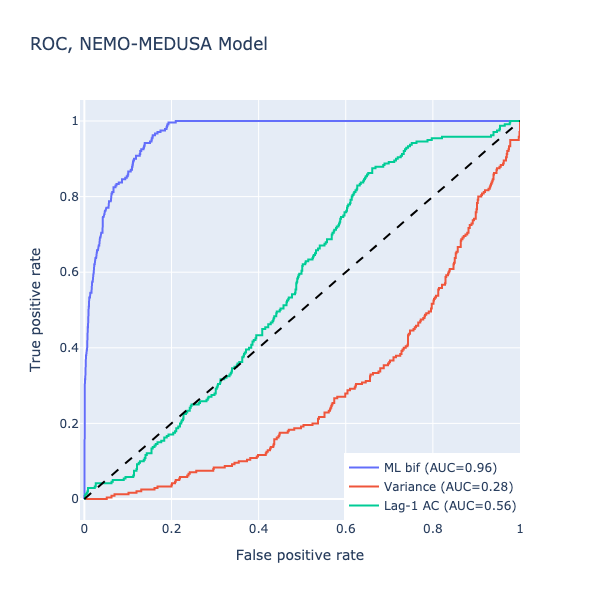 ROC, NEMO-MEDUSA Model
1
0.8
0.6
0.4
0.2
0
True positive rate
ML bif (AUC=0.96)
Variance (AUC=0.28)
Lag-1 AC (AUC=0.56)
0 0.2 0.4 0.6 0.8 1
False positive rate